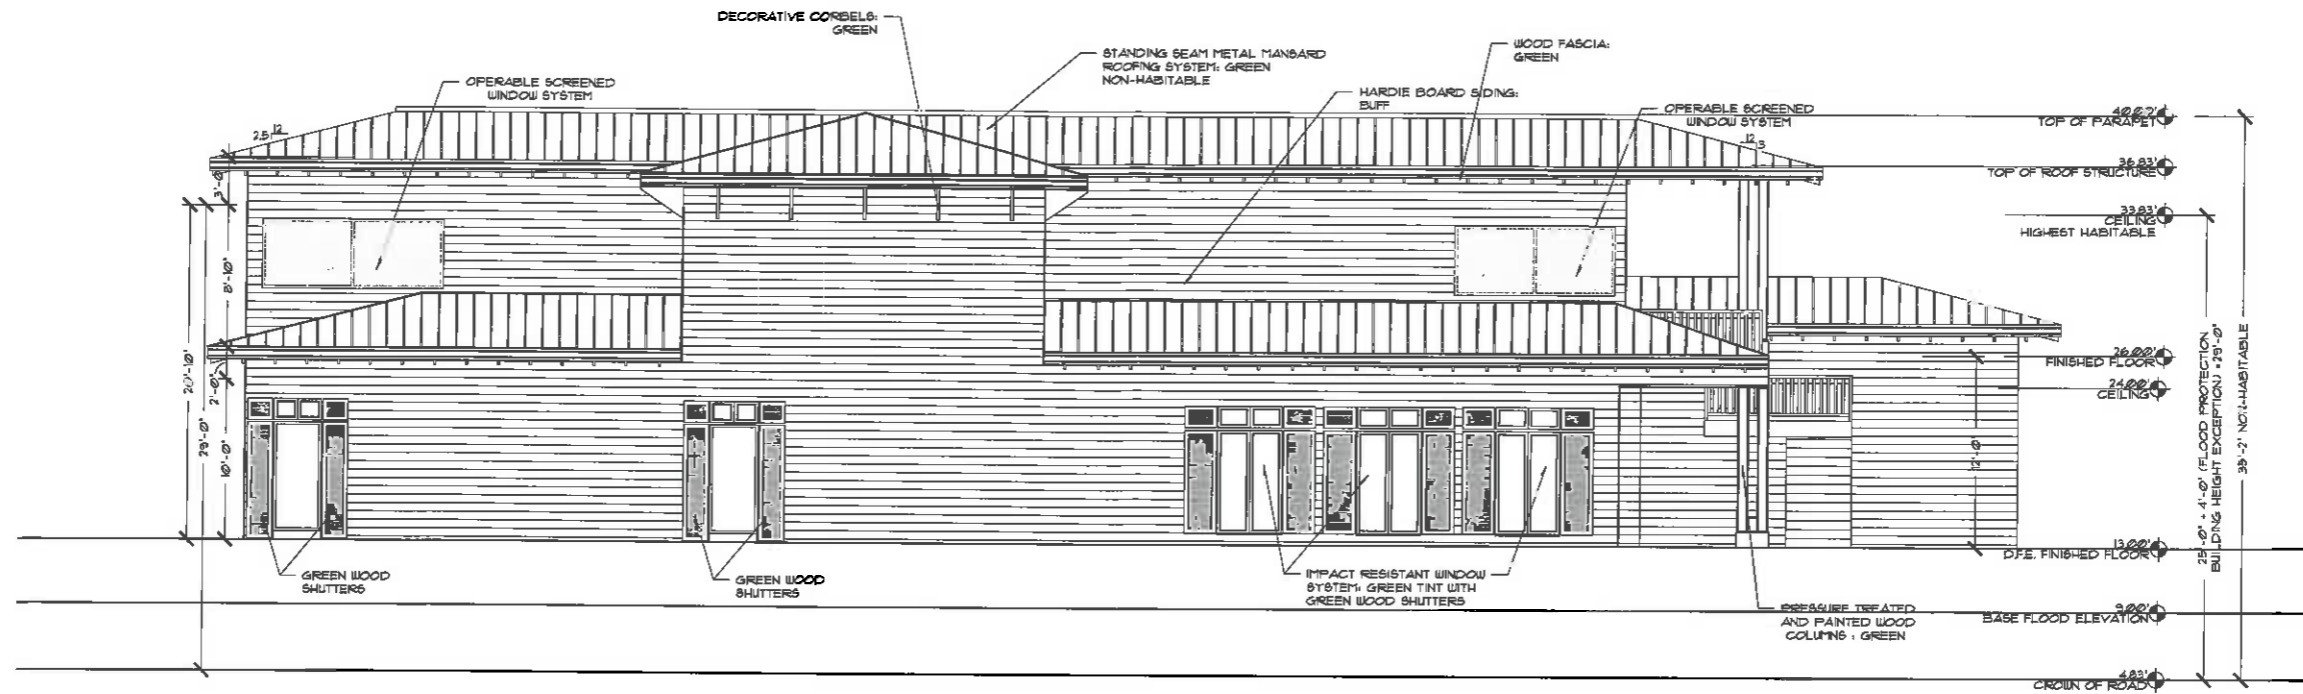 DECORATIVE CORBELS:
GREEN
STANDING SEAM METAL MANSARD
ROOFING SYSTEM: GREEN
NON-HABITABLE
WOOD FASCIA:
GREEN
OPERABLE SCREENED
WINDOW SYSTEM
HARDIE BOARD SIDING:
BUFF
OPERABLE SCREENED
WINDOW SYSTEM
40.00'
TOP OF PARAPET
2.5
12
12
3
36.83'
TOP OF ROOF STRUCTURE
3'-0"
33.83'
CEILING
HIGHEST HABITABLE
8'-10"
20'-10"
29'-0"
2'-0"
10'-0"
26.00'
FINISHED FLOOR
24.00'
CEILING
12'-0"
25'-0" + 4'-0" (FLOOD PROTECTION
BUILDING HEIGHT EXCEPTION) =29'-0"
35'-2" NON-HABITABLE
13.00'
D.F.E. FINISHED FLOOR
GREEN WOOD
SHUTTERS
GREEN WOOD
SHUTTERS
IMPACT RESISTANT WINDOW
SYSTEM: GREEN TINT WITH
GREEN WOOD SHUTTERS
PRESSURE TREATED
AND PAINTED WOOD
COLUMNS : GREEN
9.00'
BASE FLOOD ELEVATION
4.83'
CROWN OF ROAD